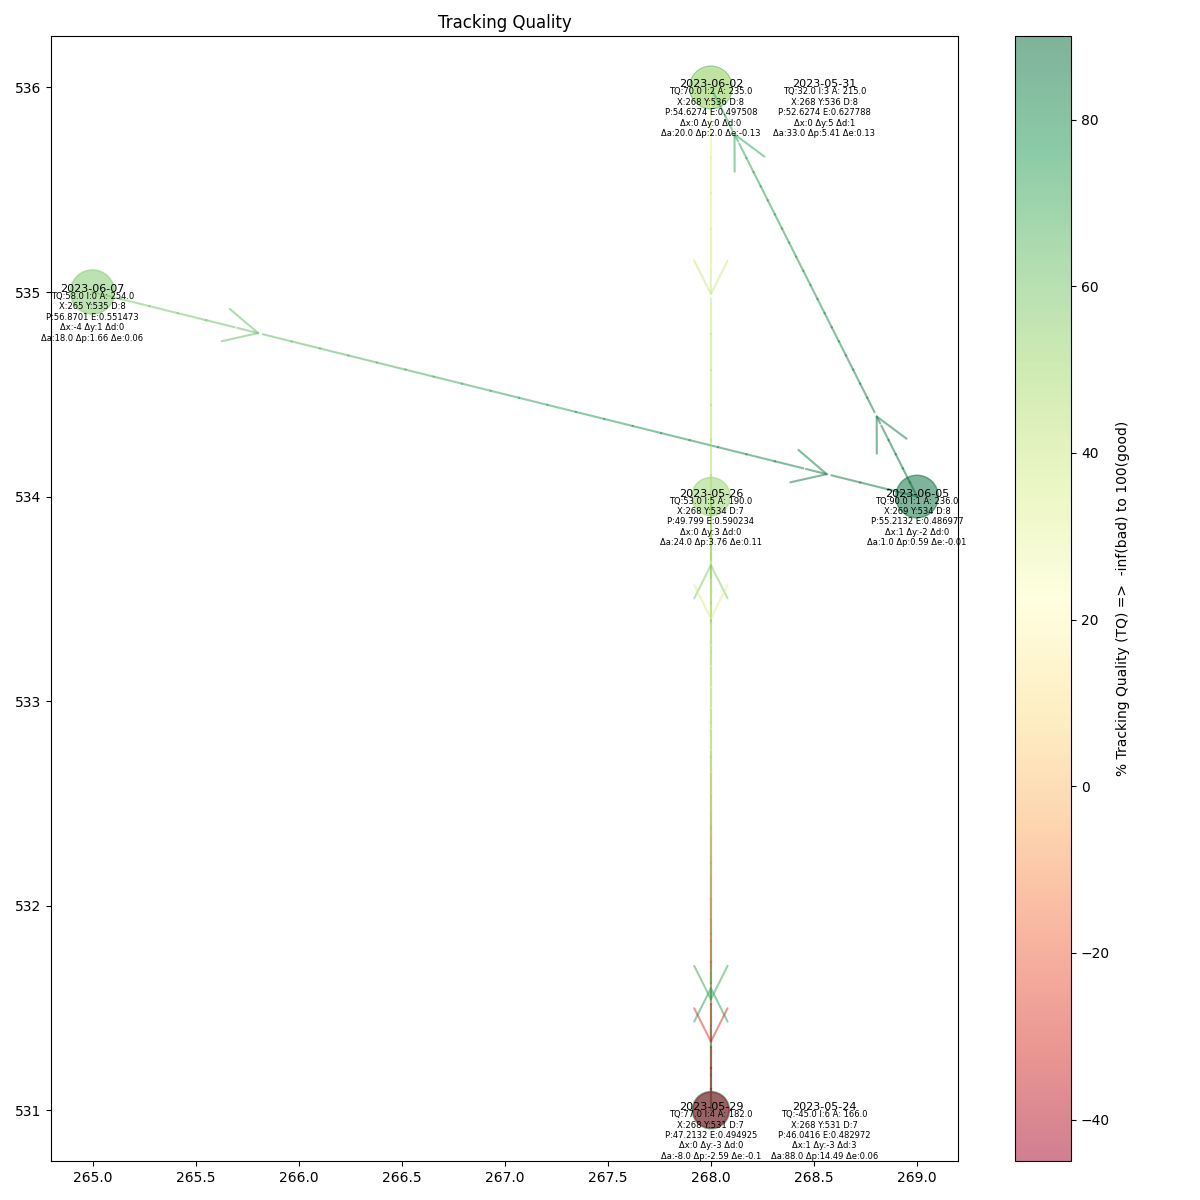 Tracking Quality
536
535
534
533
532
531
2023-06-02
TQ:70.0 I:2 A: 235.0
X:268 Y:536 D:8
P:54.6274 E:0.497508
Δx:0 Δy:0 Δd:0
Δa:20.0 Δp:2.0 Δe:-0.13
2023-05-31
TQ:32.0 I:3 A: 215.0
X:268 Y:536 D:8
P:52.6274 E:0.627788
Δx:0 Δy:5 Δd:1
Δa:33.0 Δp:5.41 Δe:0.13
2023-06-07
TQ:58.0 I:0 A: 254.0
X:265 Y:535 D:8
P:56.8701 E:0.551473
Δx:-4 Δy:1 Δd:0
Δa:18.0 Δp:1.66 Δe:0.06
2023-05-26
TQ:53.0 I:5 A: 190.0
X:268 Y:534 D:7
P:49.799 E:0.590234
Δx:0 Δy:3 Δd:0
Δa:24.0 Δp:3.76 Δe:0.11
2023-06-05
TQ:90.0 I:1 A: 236.0
X:269 Y:534 D:8
P:55.2132 E:0.486977
Δx:1 Δy:-2 Δd:0
Δa:1.0 Δp:0.59 Δe:-0.01
2023-05-29
TQ:77.0 I:4 A: 182.0
X:268 Y:531 D:7
P:47.2132 E:0.494925
Δx:0 Δy:-3 Δd:0
Δa:-8.0 Δp:-2.59 Δe:-0.1
2023-05-24
TQ:-45.0 I:6 A: 166.0
X:268 Y:531 D:7
P:46.0416 E:0.482972
Δx:1 Δy:-3 Δd:3
Δa:88.0 Δp:14.49 Δe:0.06
265.0 265.5 266.0 266.5 267.0 267.5 268.0 268.5 269.0
80
60
40
20
0
−20
−40
% Tracking Quality (TQ) => -inf(bad) to 100(good)